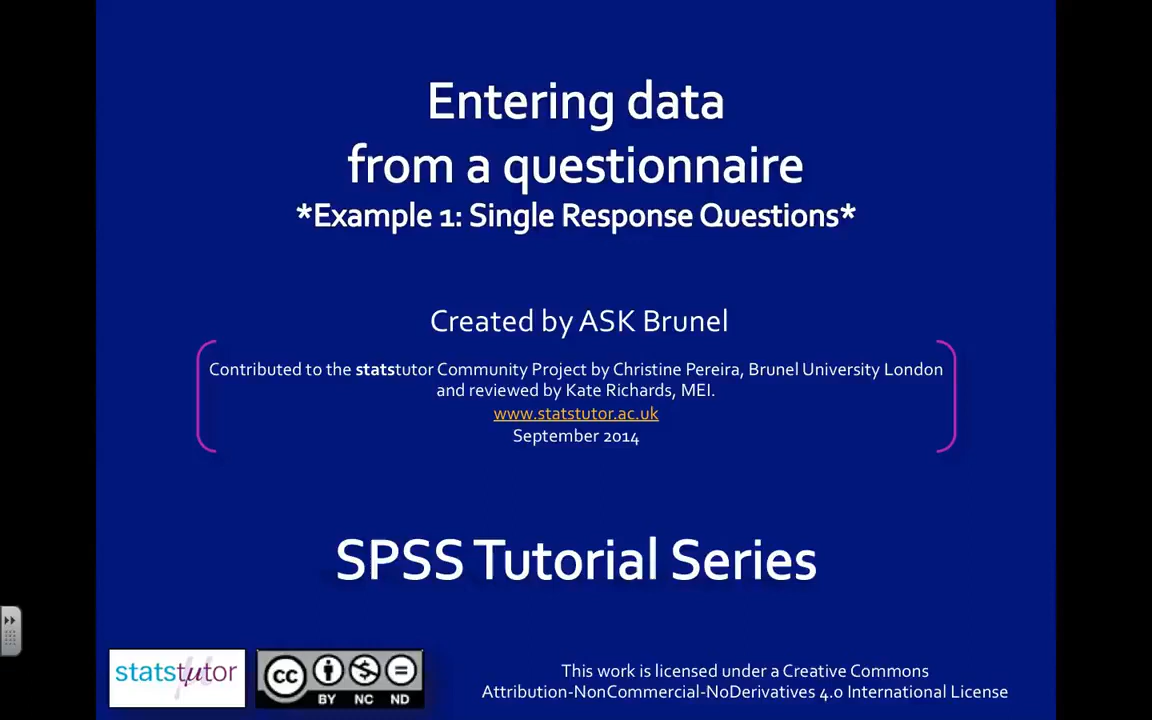 Entering data
from a questionnaire
*Example 1: Single Response Questions*
Created by ASK Brunel
Contributed to the statstutor Community Project by Christine Pereira, Brunel University London
and reviewed by Kate Richards, MEI.
www.statstutor.ac.uk
September 2014
SPSS Tutorial Series
statstutor
cc
BY NC ND
This work is licensed under a Creative Commons
Attribution-NonCommercial-NoDerivatives 4.0 International License